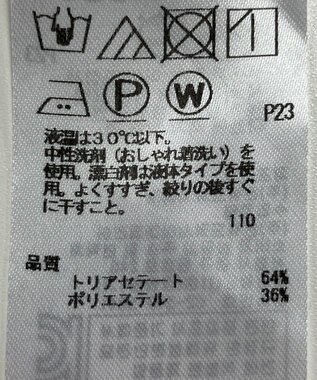 P
W
P23
液温は30℃以下。
中性洗剤（おしゃれ着洗い）を
使用。漂白剤は液体タイプを使
用。よくすすぎ、絞りの後すぐ
に干すこと。
110
品質
トリアセテート 64%
ポリエステル 36%